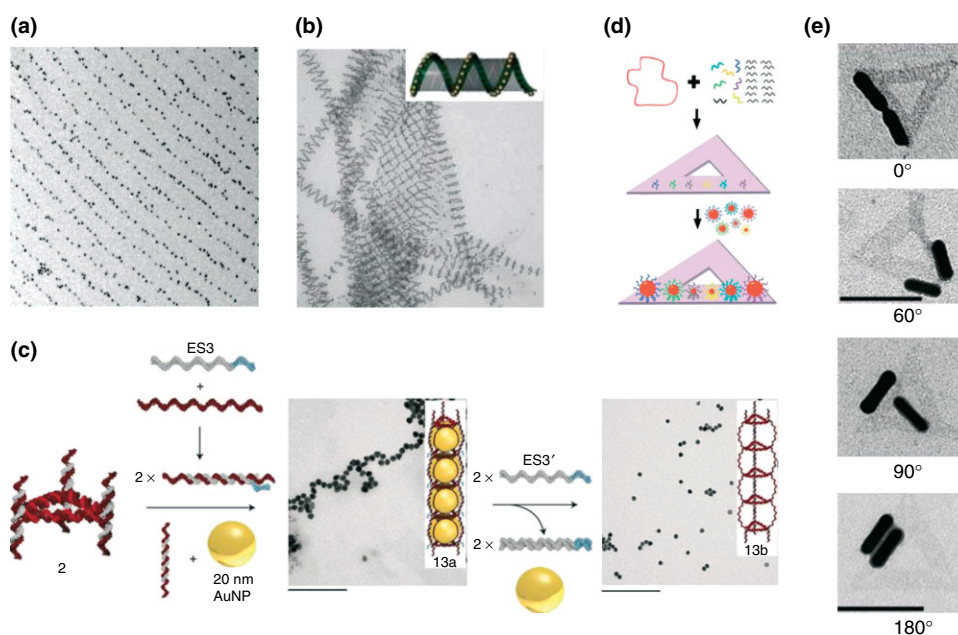 (a)
(b)
(d)
(e)
0°
60°
(c)
ES3
+
2 ×
2
+
20 nm
AuNP
13a
ES3′
2 ×
2 ×
13b
90°
180°